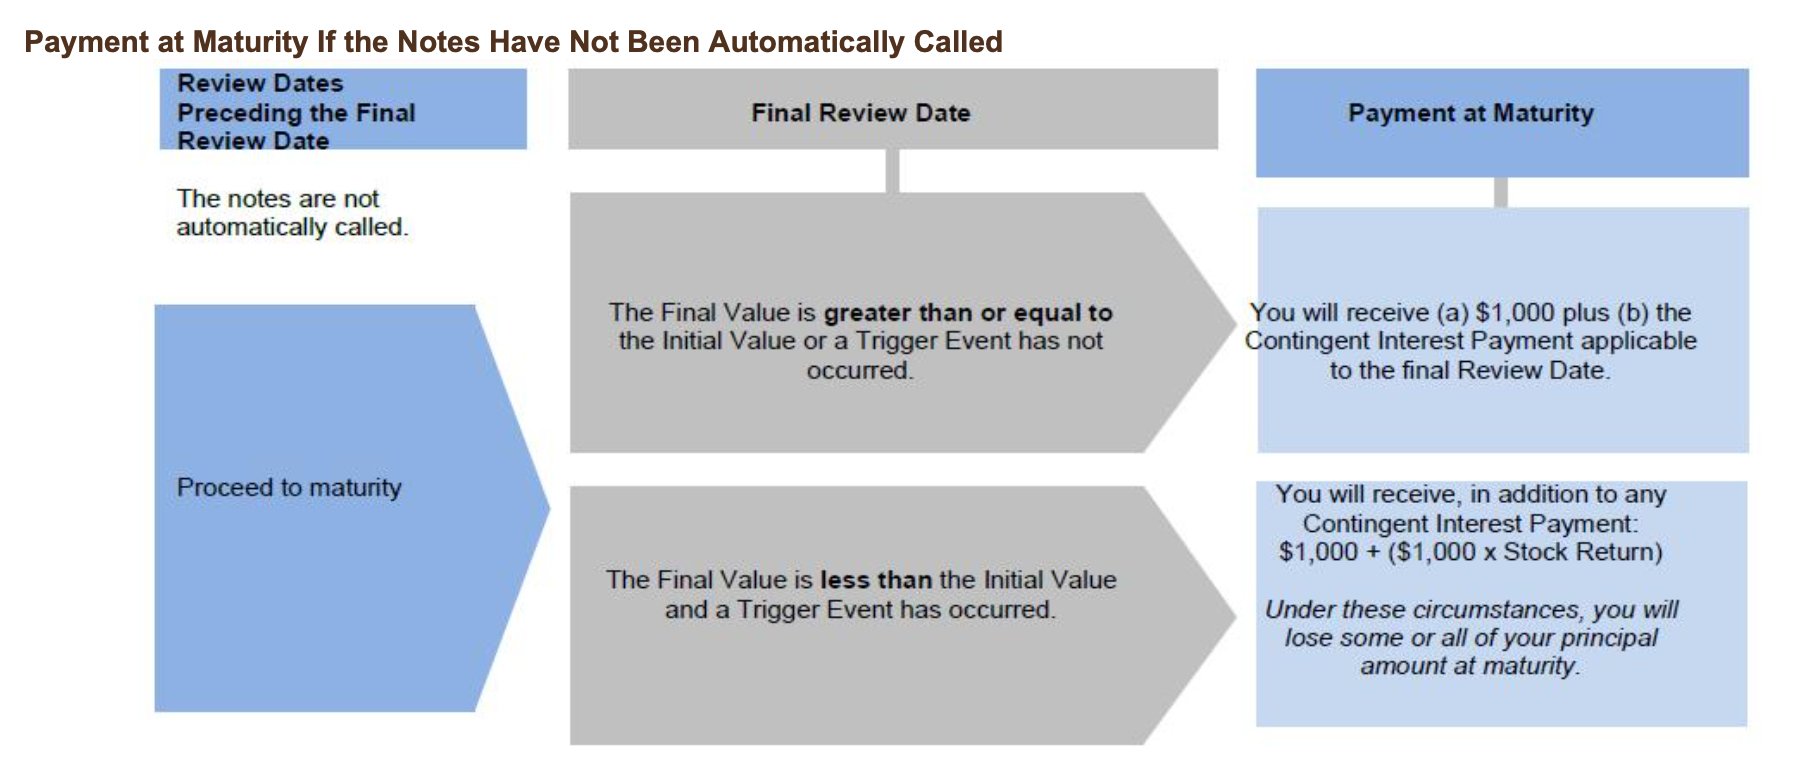 Payment at Maturity If the Notes Have Not Been Automatically Called
Review Dates
Preceding the Final
Review Date
Final Review Date
Payment at Maturity
The notes are not
automatically called.
Proceed to maturity
The Final Value is greater than or equal to
the Initial Value or a Trigger Event has not
occurred.
You will receive (a) $1,000 plus (b) the
Contingent Interest Payment applicable
to the final Review Date.
The Final Value is less than the Initial Value
and a Trigger Event has occurred.
You will receive, in addition to any
Contingent Interest Payment:
$1,000 + ($1,000 x Stock Return)
Under these circumstances, you will
lose some or all of your principal
amount at maturity.